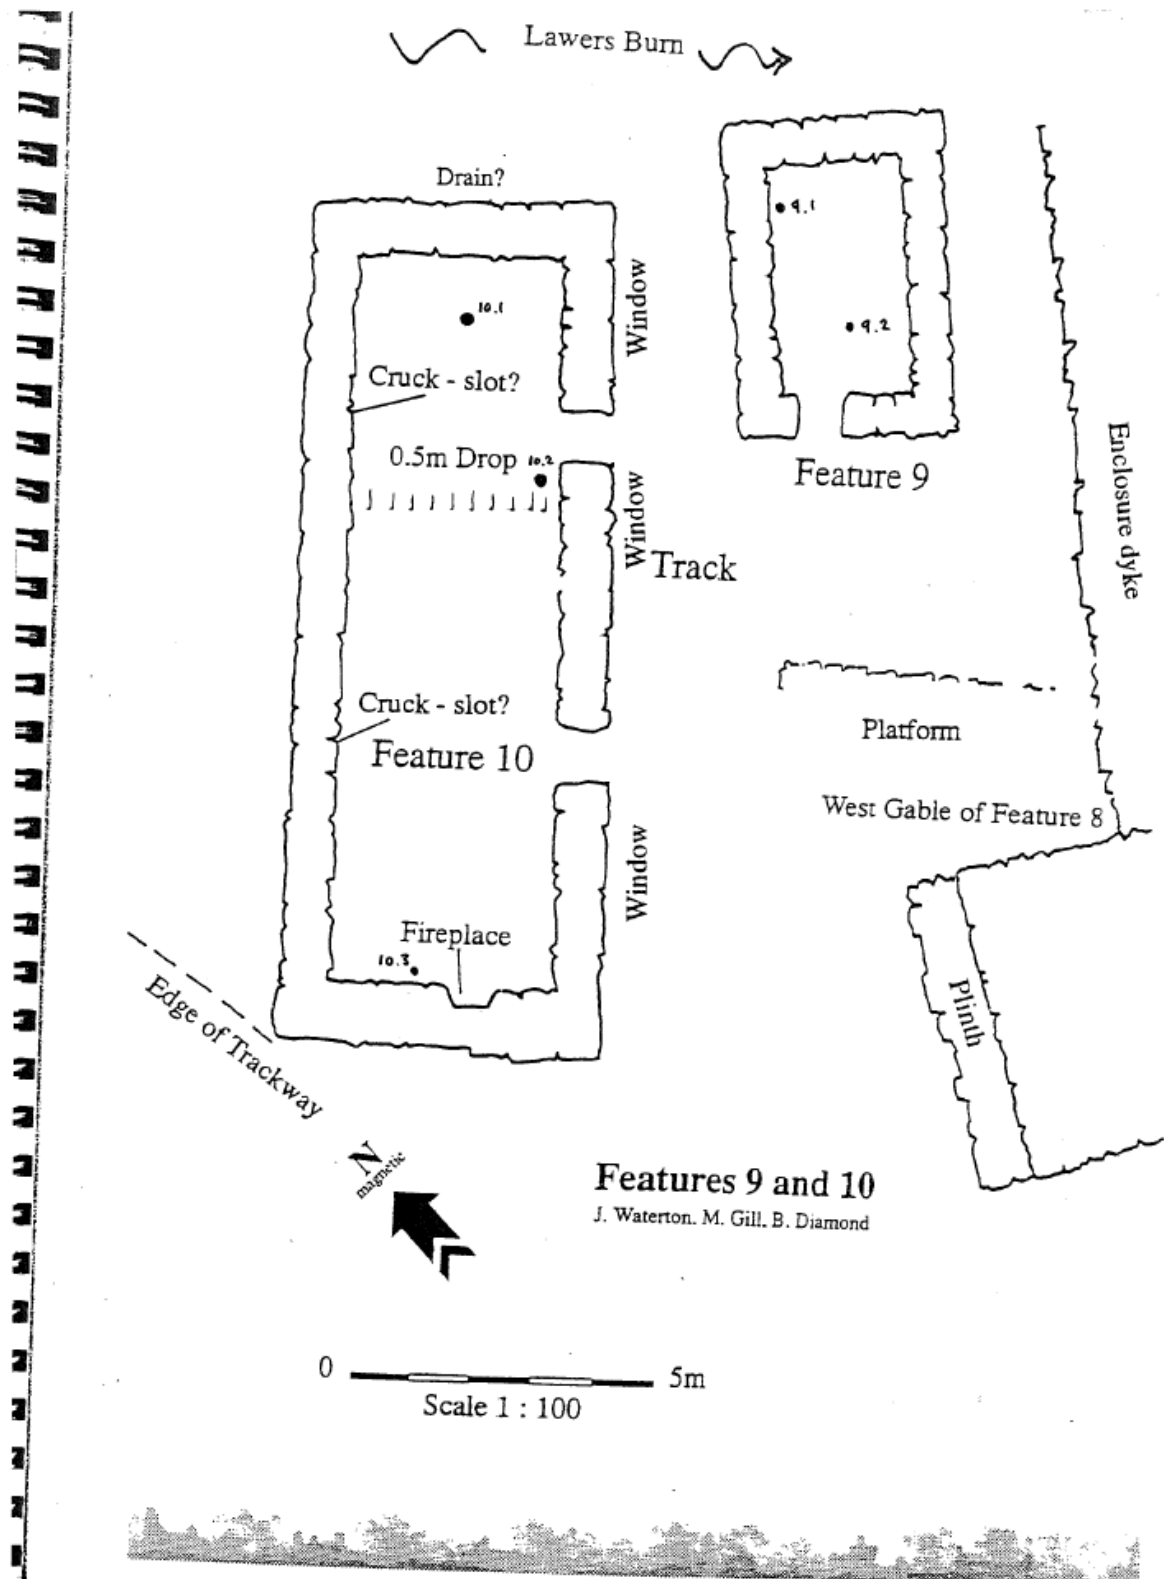 Lawers Burn
Drain?
9.1
Window
10.1
9.2
Cruck - slot?
0.5m Drop 10.2
Feature 9
Window
Enclosure dyke
Track
Cruck - slot?
Platform
Feature 10
West Gable of Feature 8
Window
Fireplace
10.3
Plinth
Edge of Trackway
N
magnetic
Features 9 and 10
J. Waterton. M. Gill. B. Diamond
0 5m
Scale 1 : 100